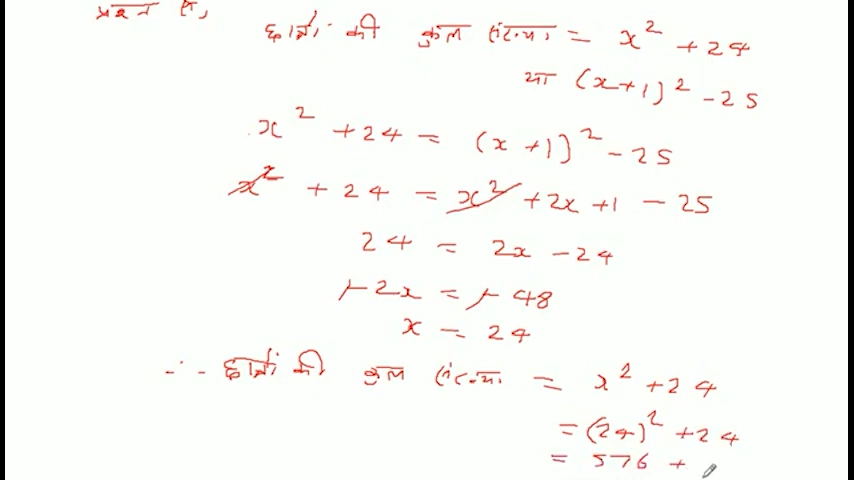 प्रश्न से,
छात्रों की कुल संख्या = x² + 24
या (x+1)² - 25
x² + 24 = (x+1)² - 25
x² + 24 = x² + 2x + 1 - 25
24 = 2x - 24
-2x = -48
x = 24
∴ छात्रों की कुल संख्या = x² + 24
= (24)² + 24
= 576 +